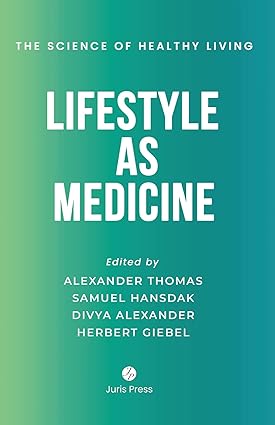 THE SCIENCE OF HEALTHY LIVING
LIFESTYLE
AS
MEDICINE
Edited by
ALEXANDER THOMAS
SAMUEL HANSDAK
DIVYA ALEXANDER
HERBERT GIEBEL
JP
Juris Press